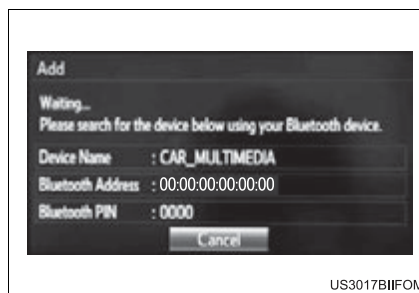 Add
Waiting...
Please search for the device below using your Bluetooth device.
Device Name : CAR_MULTIMEDIA
Bluetooth Address : 00:00:00:00:00:00
Bluetooth PIN : 0000
Cancel
US3017BIIFOM